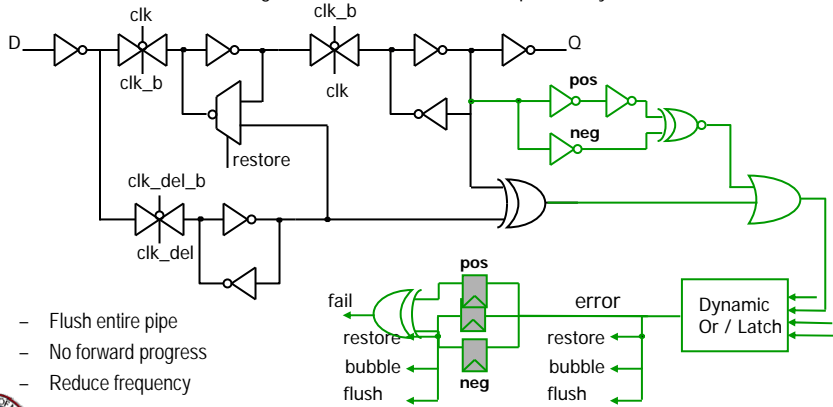 clk
clk_b
D
Q
clk_b
clk
pos
neg
restore
clk_del_b
clk_del
pos
fail
error
Dynamic
Or / Latch
restore
restore
bubble
bubble
neg
flush
flush
– Flush entire pipe
– No forward progress
– Reduce frequency